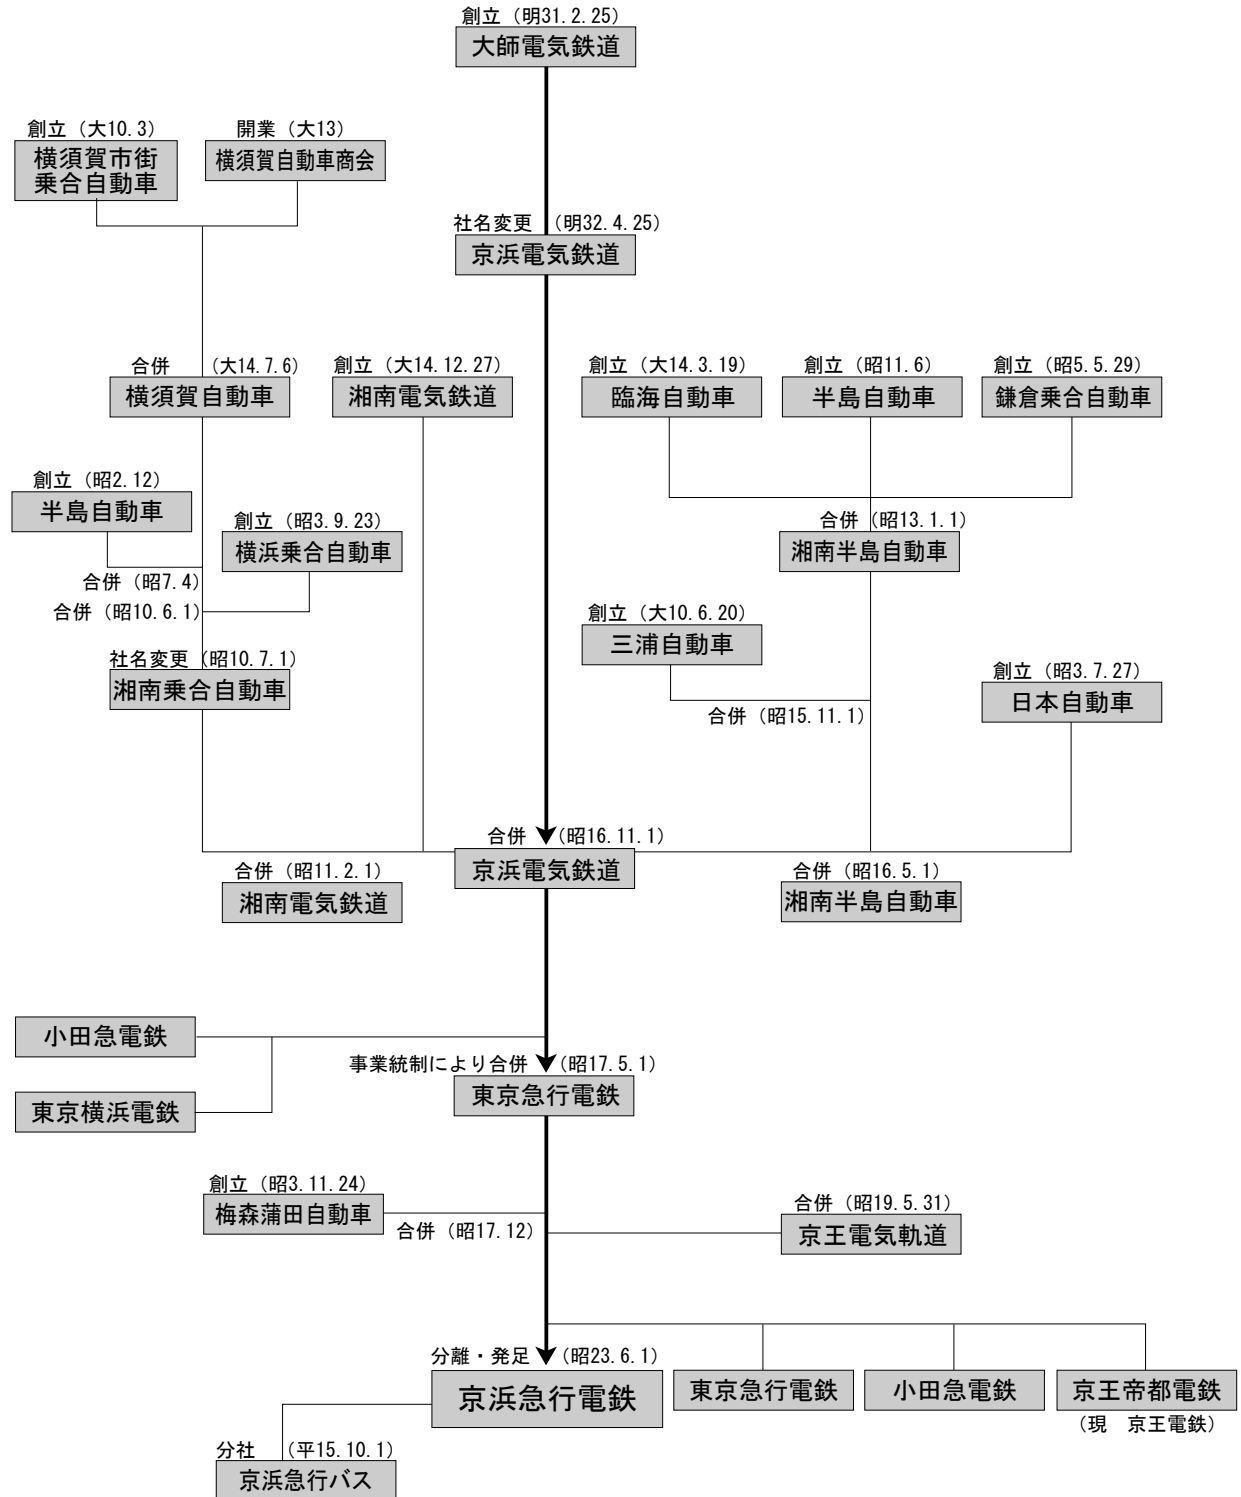 創立（明31.2.25）
大師電気鉄道
創立（大10.3）
横須賀市街
乗合自動車
開業（大13）
横須賀自動車商会
社名変更 （明32.4.25）
京浜電気鉄道
合併 （大14.7.6）
横須賀自動車
創立（大14.12.27）
湘南電気鉄道
創立（大14.3.19）
臨海自動車
創立（昭11.6）
半島自動車
創立（昭5.5.29）
鎌倉乗合自動車
創立（昭2.12）
半島自動車
創立（昭3.9.23）
横浜乗合自動車
合併（昭13.1.1）
湘南半島自動車
合併（昭7.4）
合併（昭10.6.1）
創立（大10.6.20）
三浦自動車
社名変更（昭10.7.1）
湘南乗合自動車
創立（昭3.7.27）
日本自動車
合併（昭15.11.1）
合併 （昭16.11.1）
京浜電気鉄道
合併（昭11.2.1）
湘南電気鉄道
合併（昭16.5.1）
湘南半島自動車
小田急電鉄
事業統制により合併 （昭17.5.1）
東京急行電鉄
東京横浜電鉄
創立（昭3.11.24）
梅森蒲田自動車
合併（昭17.12）
合併（昭19.5.31）
京王電気軌道
分離・発足 （昭23.6.1）
京浜急行電鉄
東京急行電鉄
小田急電鉄
京王帝都電鉄
（現　京王電鉄）
分社 （平15.10.1）
京浜急行バス